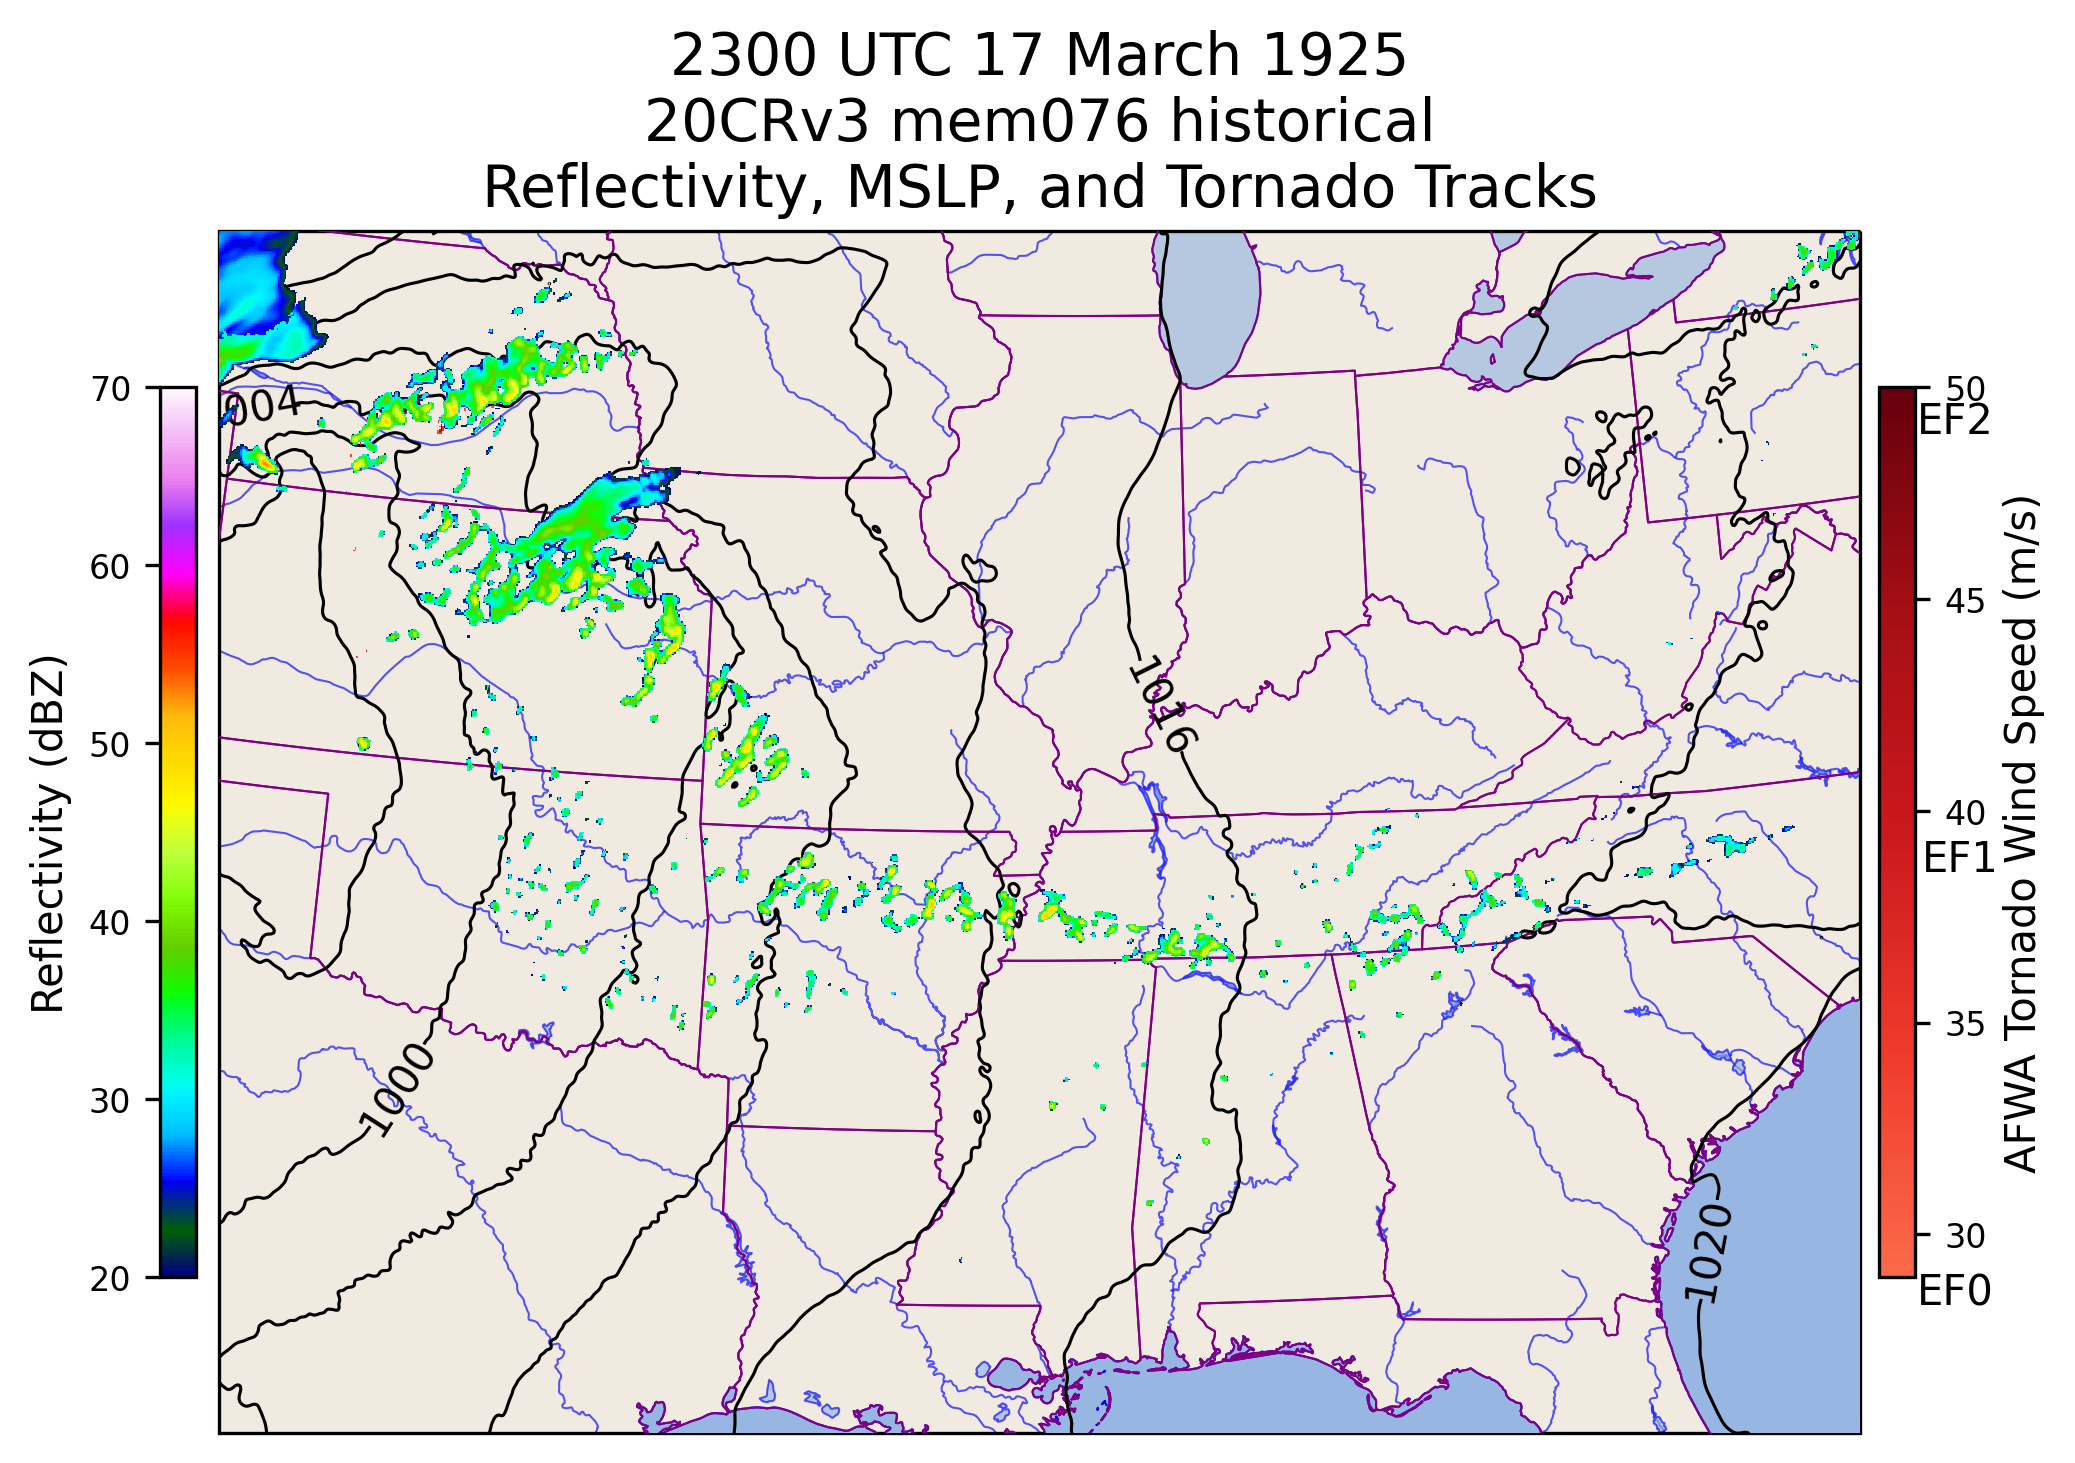 2300 UTC 17 March 1925
20CRv3 mem076 historical
Reflectivity, MSLP, and Tornado Tracks
Reflectivity (dBZ)
70
60
50
40
30
20
004
1016
1000
1020
50
EF2
45
40
EF1
35
30
EF0
AFWA Tornado Wind Speed (m/s)